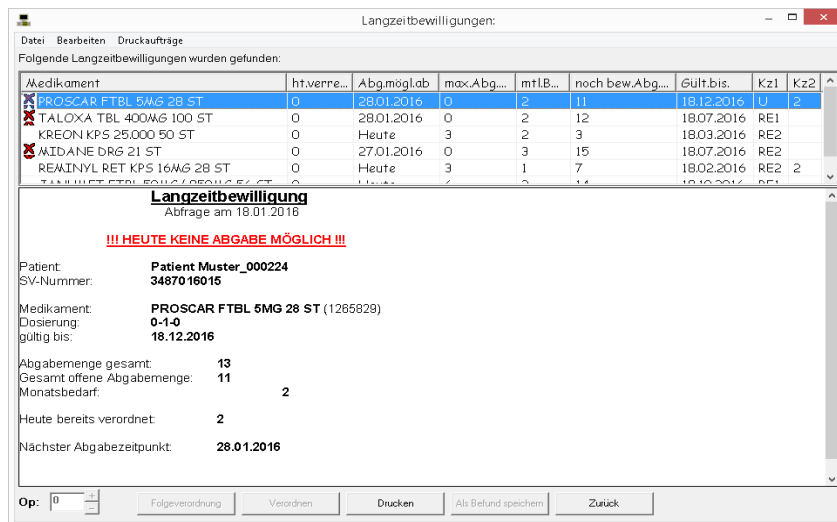 Langzeitbewilligungen:
Datei Bearbeiten Druckaufträge
Folgende Langzeitbewilligungen wurden gefunden:
Medikament ht.verre... Abg.mögl.ab max.Abg.... mtl.B... noch bew.Abg.... Gült.bis. Kz1 Kz2
PROSCAR FTBL 5MG 28 ST 0 28.01.2016 0 2 11 18.12.2016 U 2
TALOXA TBL 400MG 100 ST 0 28.01.2016 0 2 12 18.07.2016 RE1
KREON KPS 25.000 50 ST 0 Heute 3 2 3 18.03.2016 RE2
MIDANE DRG 21 ST 0 27.01.2016 0 3 15 18.07.2016 RE2
REMINYL RET KPS 16MG 28 ST 0 Heute 3 1 7 18.02.2016 RE2 2
Langzeitbewilligung
Abfrage am 18.01.2016
!!! HEUTE KEINE ABGABE MÖGLICH !!!
Patient: Patient Muster_000224
SV-Nummer: 3487016015
Medikament: PROSCAR FTBL 5MG 28 ST (1265829)
Dosierung: 0-1-0
gültig bis: 18.12.2016
Abgabemenge gesamt: 13
Gesamt offene Abgabemenge: 11
Monatsbedarf: 2
Heute bereits verordnet: 2
Nächster Abgabezeitpunkt: 28.01.2016
Op: 0 Folgeverordnung Verordnen Drucken Als Befund speichern Zurück